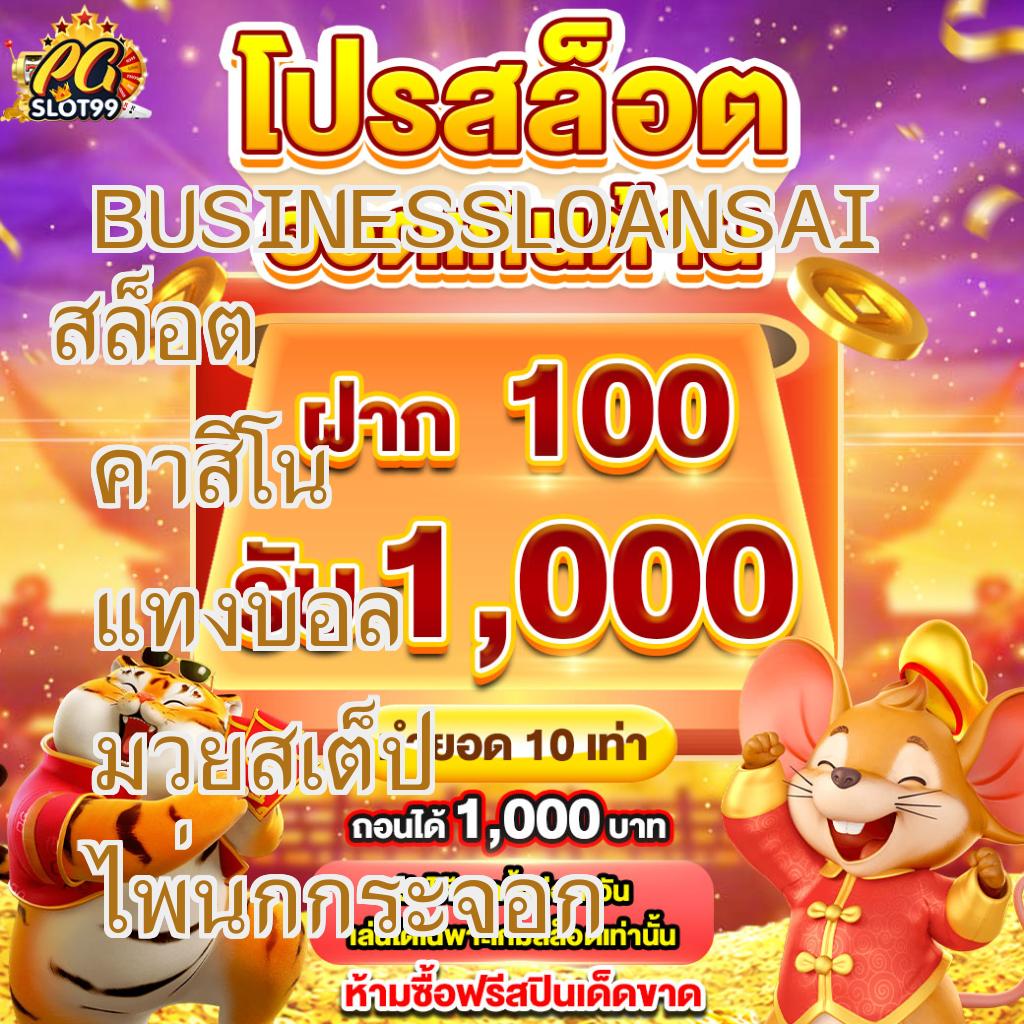 PG
SLOT99
โปรสล็อต
BUSINESSLOANSAI
สล็อต
ฝาก 100
คาสิโน
รับ 1,000
แทงบอล
มวยสเต็ป
ยอด 10 เท่า
ถอนได้ 1,000 บาท
ไพ่นกกระจอก
ห้ามซื้อฟรีสปินเด็ดขาด